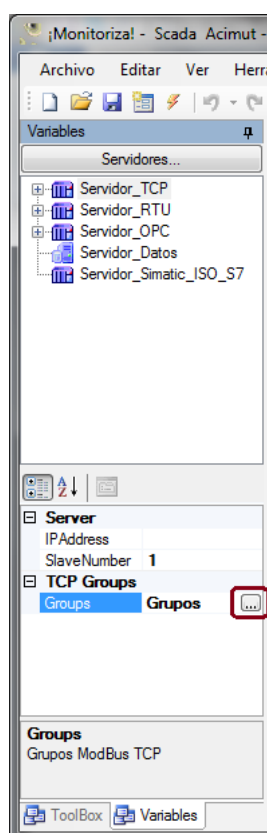 ¡Monitoriza! - Scada Acimut -
Archivo Editar Ver Herra
Variables
Servidores...
Servidor_TCP
Servidor_RTU
Servidor_OPC
Servidor_Datos
Servidor_Simatic_ISO_S7
Server
IPAddress
SlaveNumber 1
TCP Groups
Groups Grupos ...
Groups
Grupos ModBus TCP
ToolBox Variables